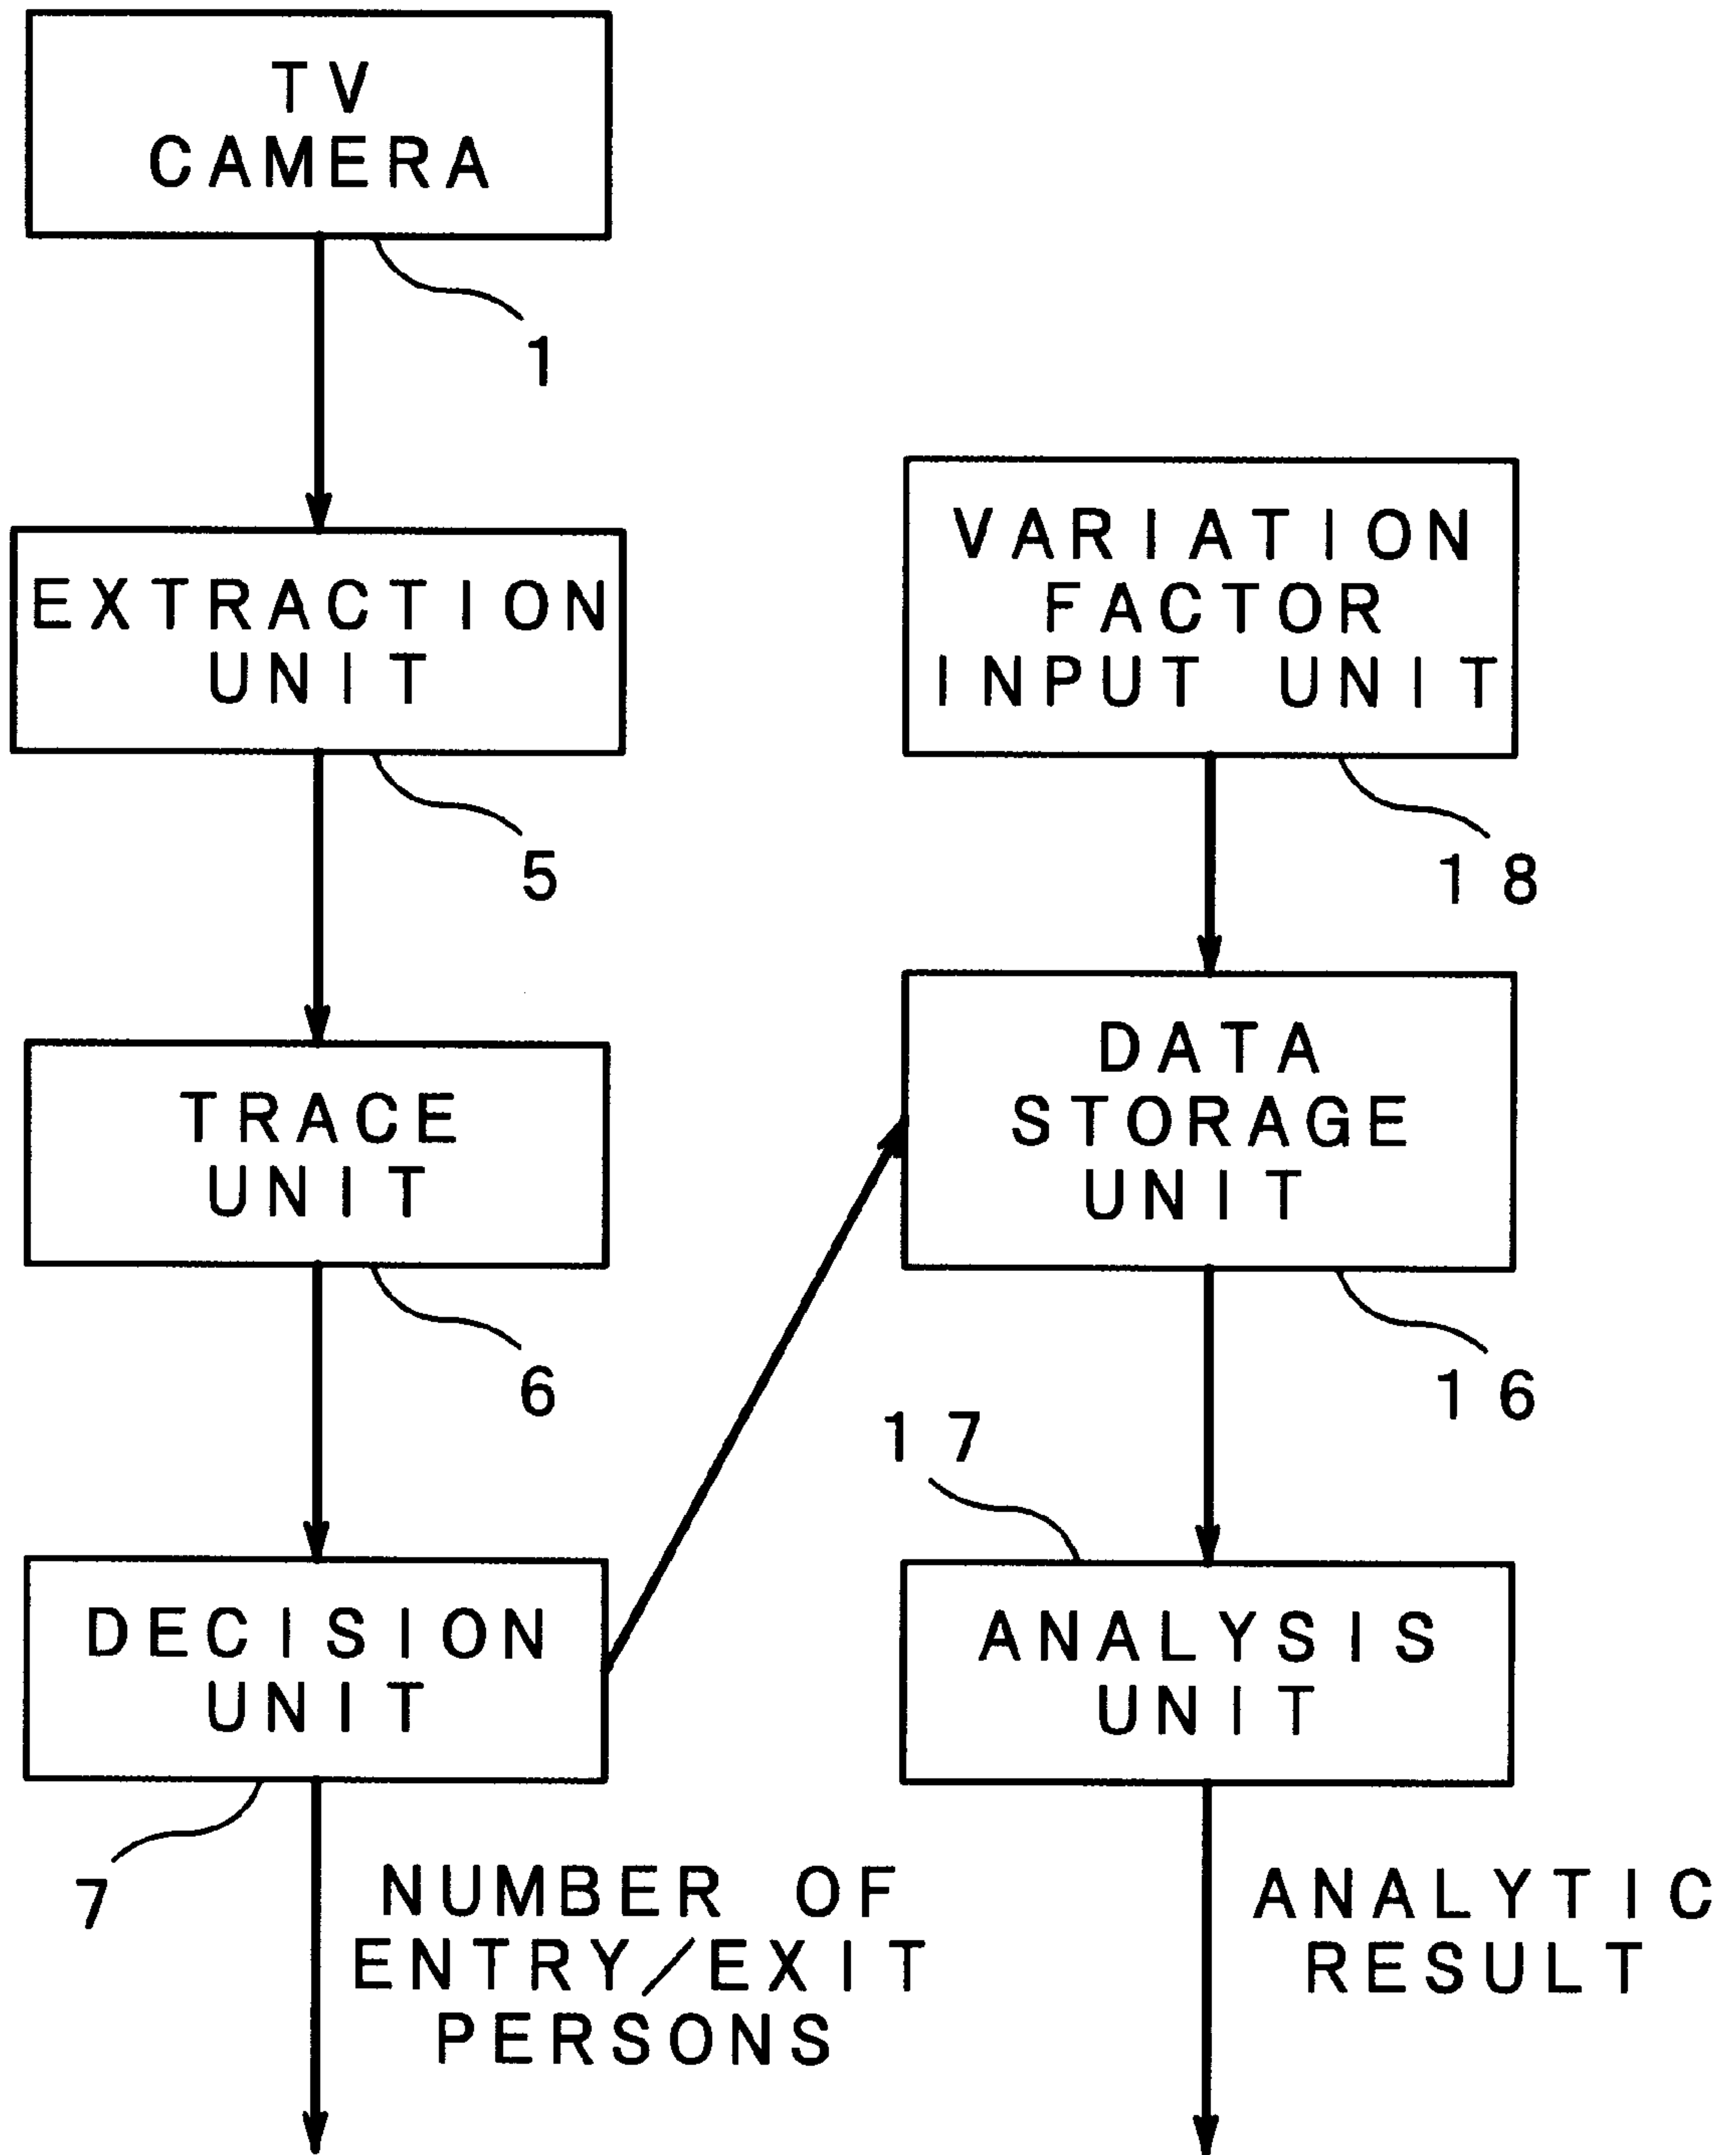 TV
CAMERA
1
EXTRACTION
UNIT
5
TRACE
UNIT
6
DECISION
UNIT
7
NUMBER OF
ENTRY/EXIT
PERSONS
VARIATION
FACTOR
INPUT UNIT
18
DATA
STORAGE
UNIT
16
17
ANALYSIS
UNIT
ANALYTIC
RESULT